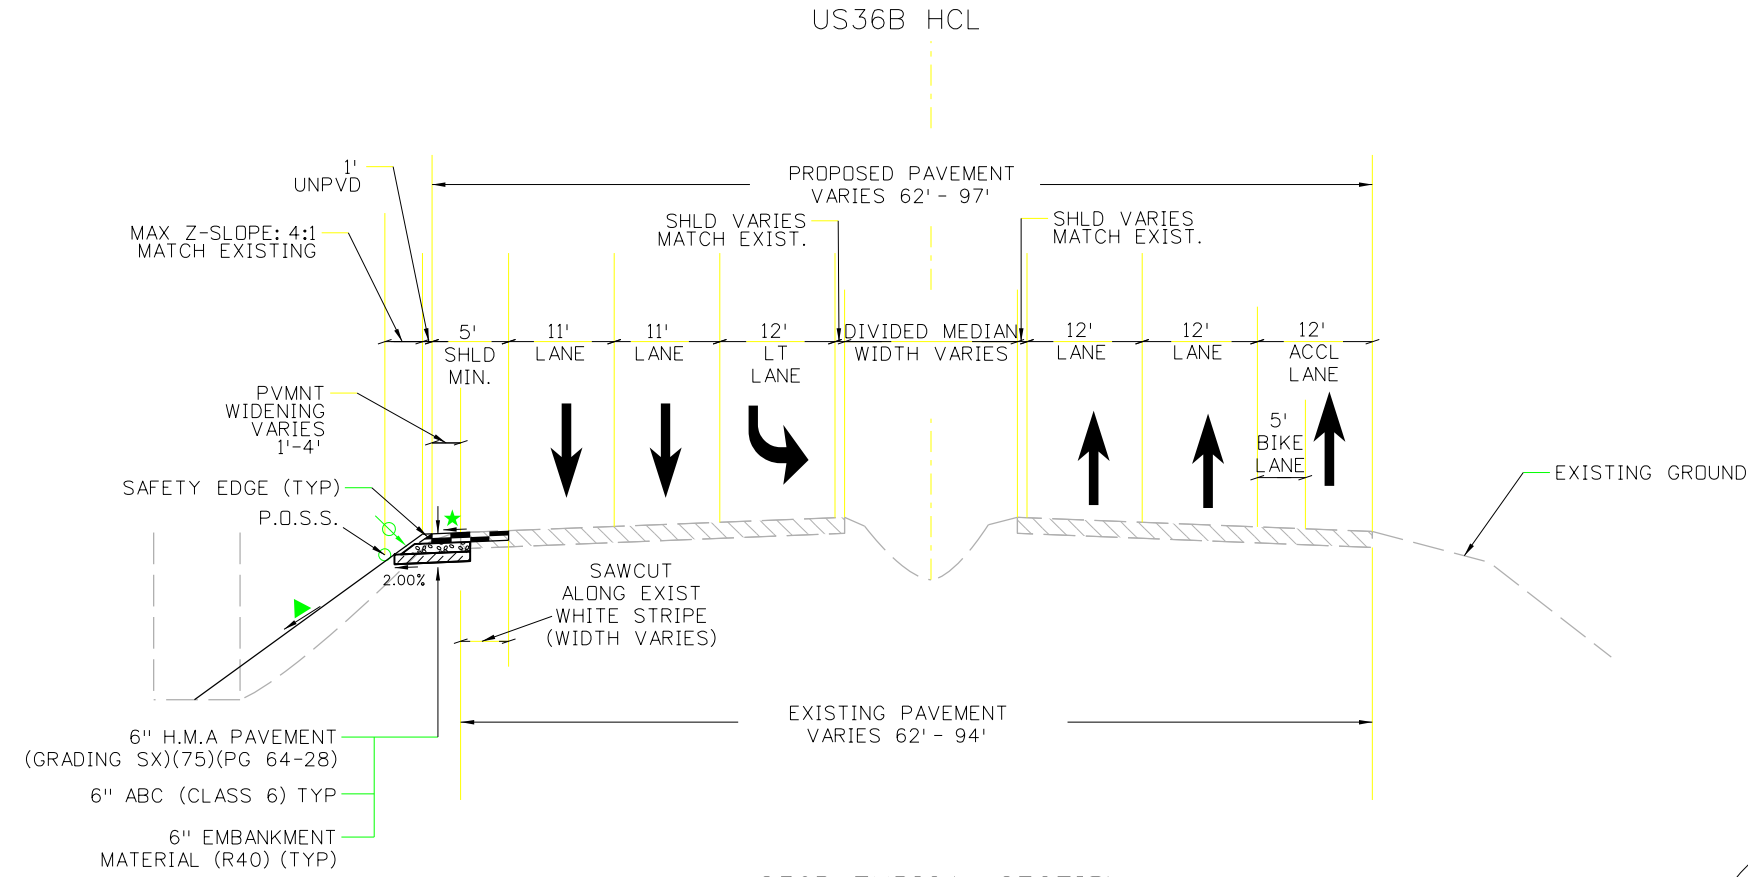 US36B HCL
1'
UNPVD
PROPOSED PAVEMENT
VARIES 62' - 97'
MAX Z-SLOPE: 4:1
MATCH EXISTING
SHLD VARIES
MATCH EXIST.
SHLD VARIES
MATCH EXIST.
5'
SHLD
MIN.
11'
LANE
11'
LANE
12'
LT
LANE
DIVIDED MEDIAN
WIDTH VARIES
12'
LANE
12'
LANE
12'
ACCL
LANE
PVMNT
WIDENING
VARIES
1'-4'
5'
BIKE
LANE
SAFETY EDGE (TYP)
P.O.S.S.
EXISTING GROUND
2.00%
SAWCUT
ALONG EXIST
WHITE STRIPE
(WIDTH VARIES)
EXISTING PAVEMENT
VARIES 62' - 94'
6" H.M.A PAVEMENT
(GRADING SX)(75)(PG 64-28)
6" ABC (CLASS 6) TYP
6" EMBANKMENT
MATERIAL (R40) (TYP)